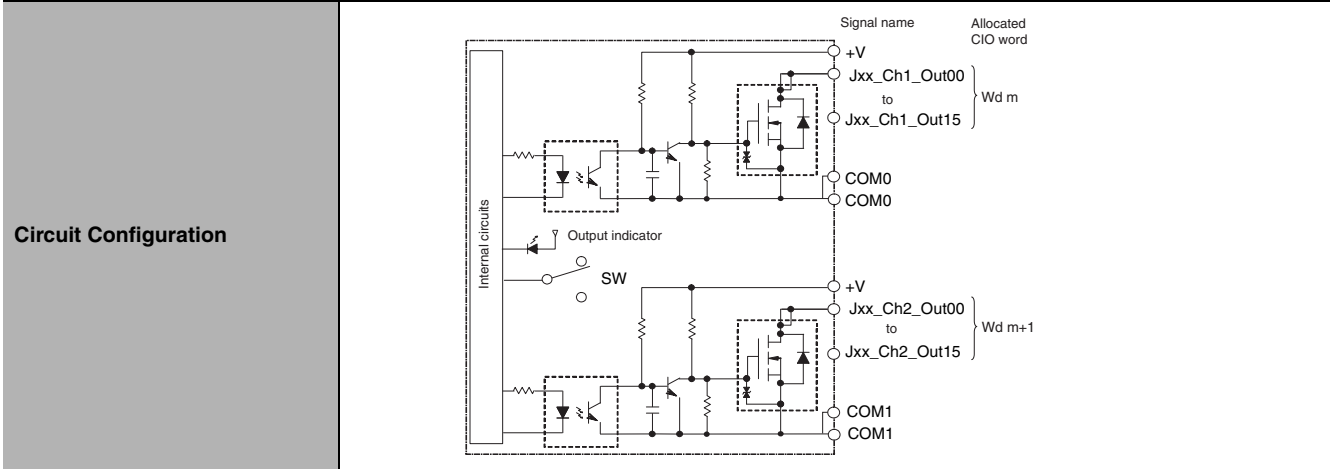 Circuit Configuration
Signal name
Allocated
CIO word
+V
Jxx_Ch1_Out00
to
Wd m
Jxx_Ch1_Out15
COM0
COM0
Internal circuits
Output indicator
SW
+V
Jxx_Ch2_Out00
to
Wd m+1
Jxx_Ch2_Out15
COM1
COM1